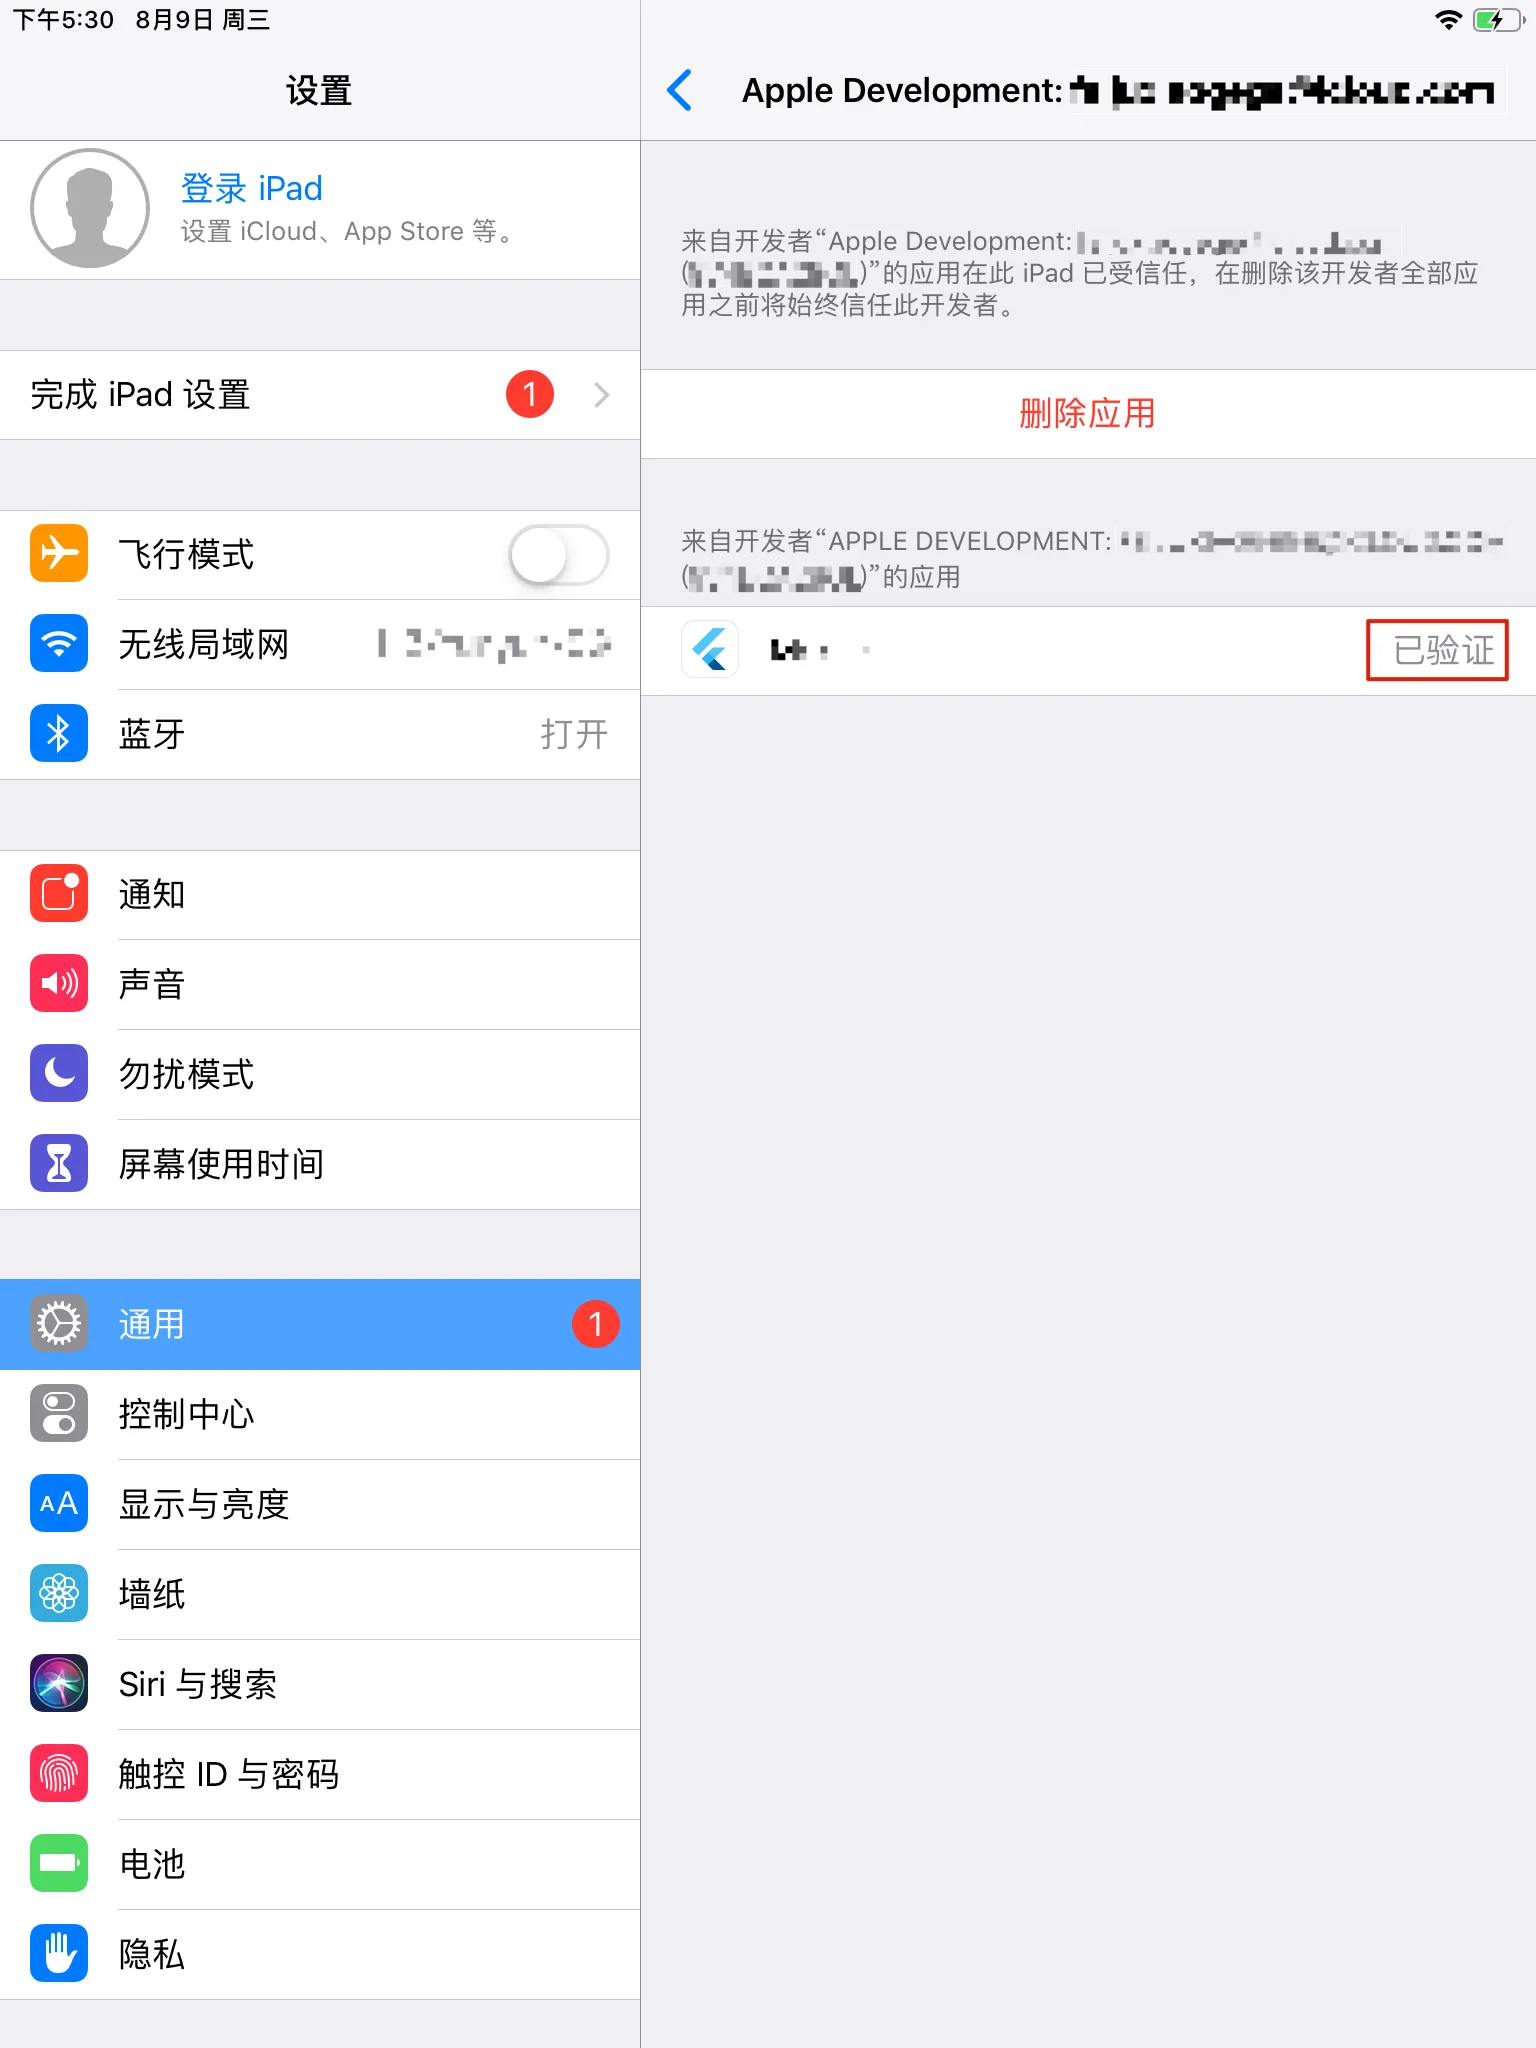 下午5:30 8月9日 周三
设置
登录 iPad
设置 iCloud、App Store 等。
完成 iPad 设置
1
飞行模式
无线局域网
蓝牙
打开
通知
声音
勿扰模式
屏幕使用时间
通用
1
控制中心
AA
显示与亮度
墙纸
Siri 与搜索
触控 ID 与密码
电池
隐私
Apple Development:
来自开发者“Apple Development:
()”的应用在此 iPad 已受信任，在删除该开发者全部应
用之前将始终信任此开发者。
删除应用
来自开发者“APPLE DEVELOPMENT:
()”的应用
已验证